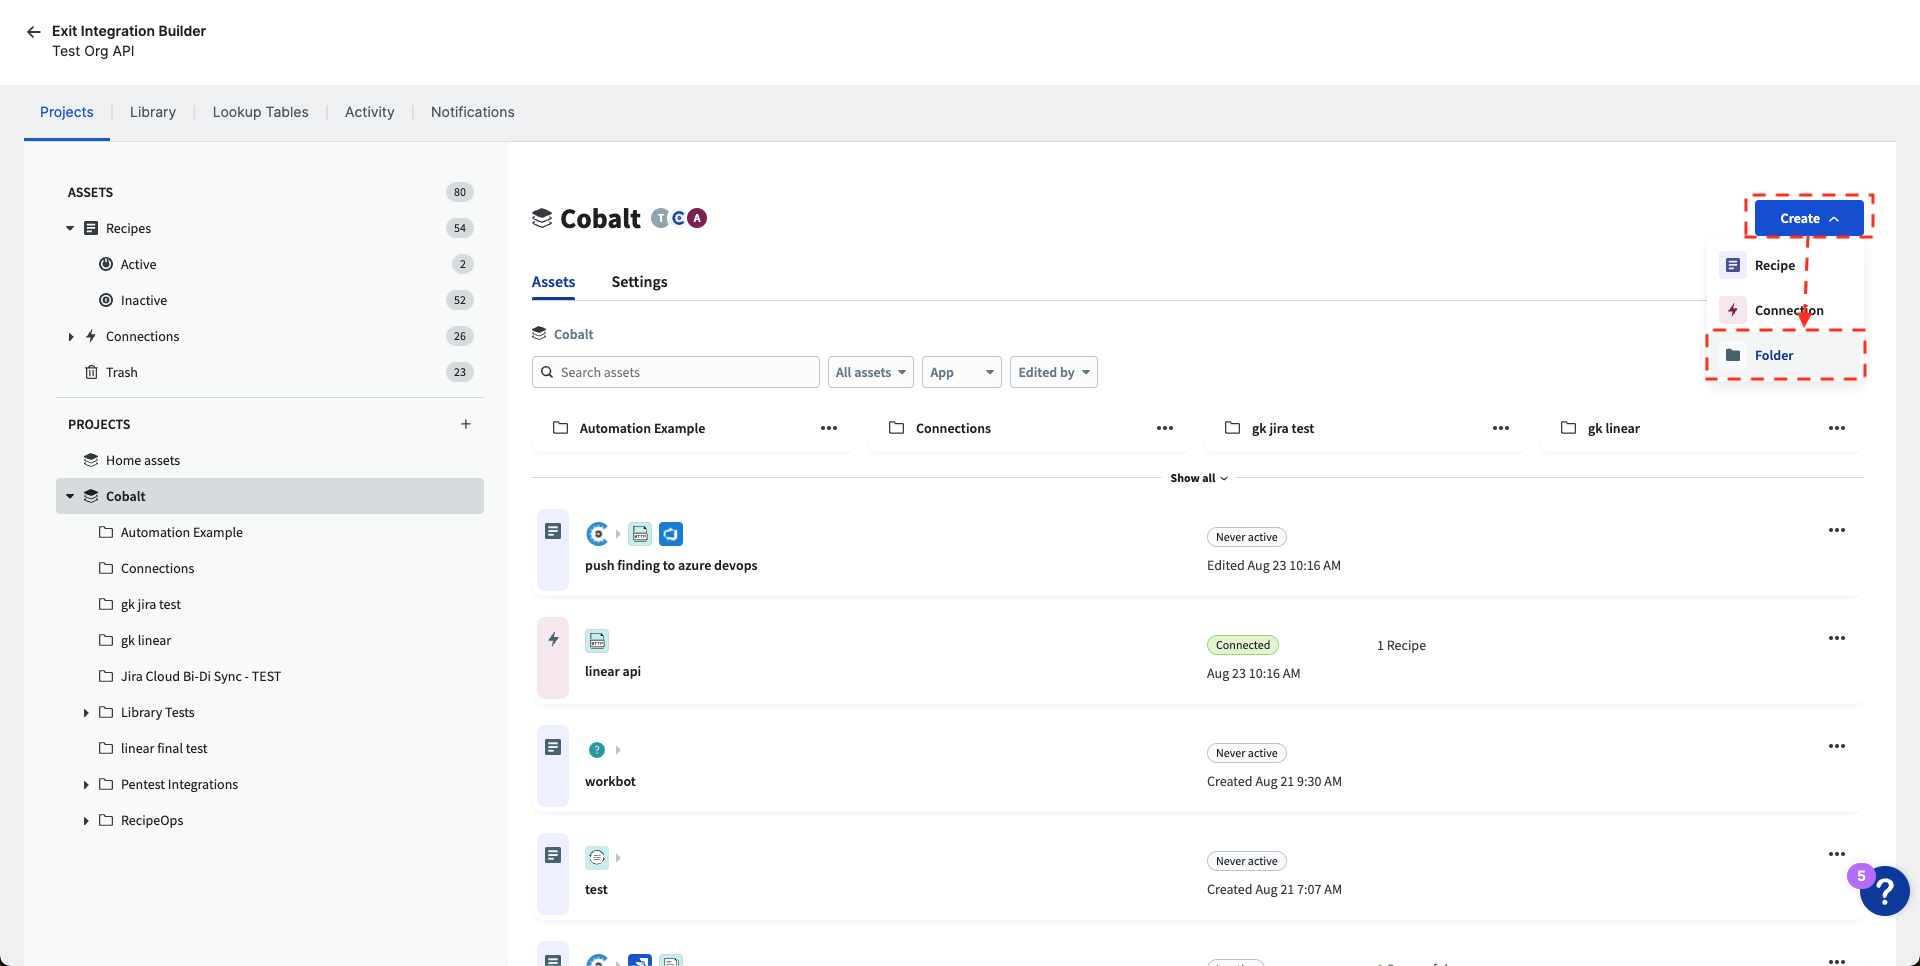 Exit Integration Builder
Test Org API
Projects
Library
Lookup Tables
Activity
Notifications
ASSETS
80
Recipes
54
Active
2
Inactive
52
Connections
26
Trash
23
PROJECTS
Home assets
Cobalt
Automation Example
Connections
gk jira test
gk linear
Jira Cloud Bi-Di Sync - TEST
Library Tests
linear final test
Pentest Integrations
RecipeOps
Cobalt
T
A
Create
Recipe
Connection
Folder
Assets
Settings
Cobalt
Search assets
All assets
App
Edited by
Automation Example
Connections
gk jira test
gk linear
Show all
push finding to azure devops
Never active
Edited Aug 23 10:16 AM
linear api
Connected
Aug 23 10:16 AM
1 Recipe
workbot
Never active
Created Aug 21 9:30 AM
test
Never active
Created Aug 21 7:07 AM
5
?